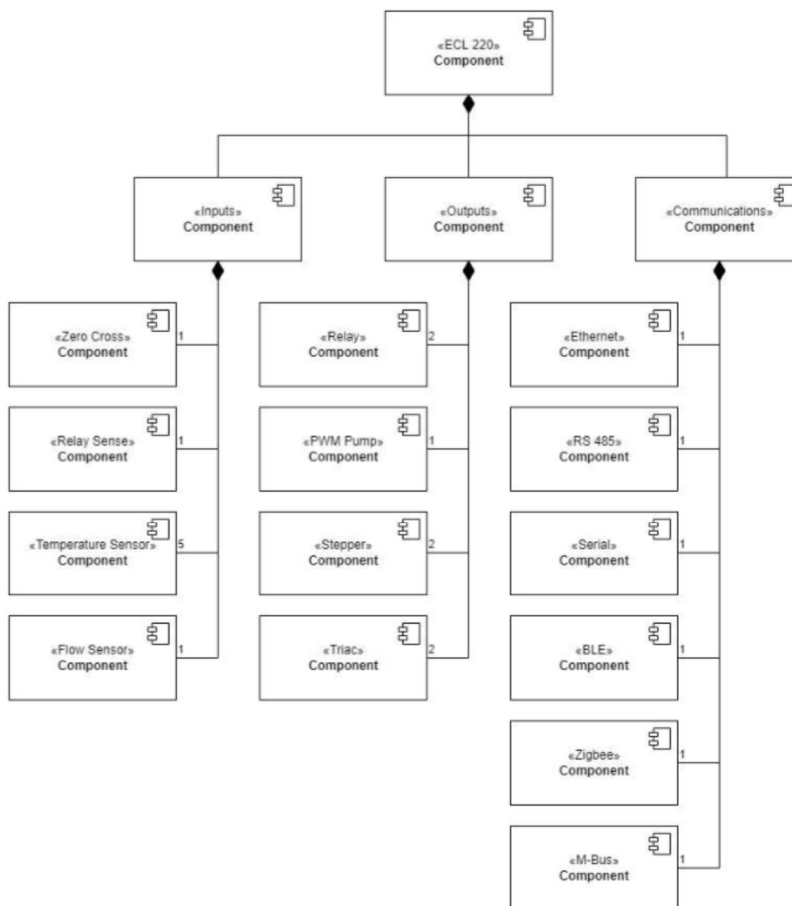 «ECL 220»
Component
«Inputs»
Component
«Outputs»
Component
«Communications»
Component
«Zero Cross»
Component
1
«Relay Sense»
Component
1
«Temperature Sensor»
Component
5
«Flow Sensor»
Component
1
«Relay»
Component
2
«PWM Pump»
Component
1
«Stepper»
Component
2
«Triac»
Component
2
«Ethernet»
Component
1
«RS 485»
Component
1
«Serial»
Component
1
«BLE»
Component
1
«Zigbee»
Component
1
«M-Bus»
Component
1